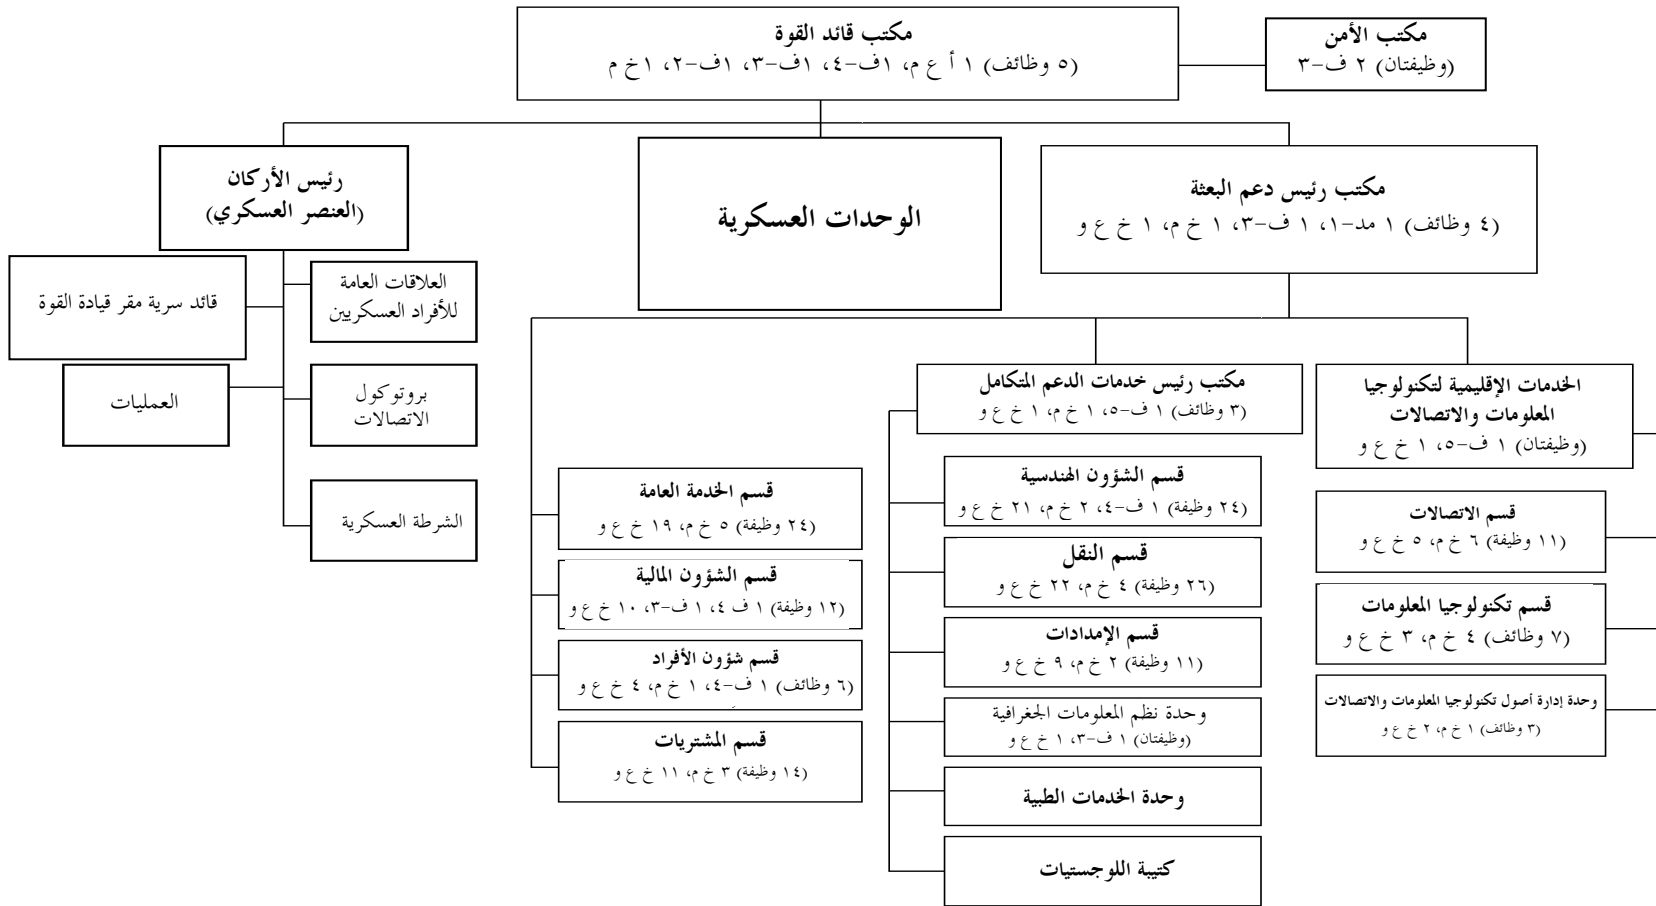 مكتب قائد القوة
(٥ وظائف) ١ أ ع م، ١ف-٤، ١ف-٣، ١ف-٢، ١خ م
مكتب الأمن
(وظيفتان) ٢ ف-٣
مكتب رئيس دعم البعثة
(٤ وظائف) ١ مد-١، ١ ف-٣، ١ خ م، ١ خ ع و
الوحدات العسكرية
رئيس الأركان
(العنصر العسكري)
العلاقات العامة
للأفراد العسكريين
قائد سرية مقر قيادة القوة
بروتوكول
الاتصالات
العمليات
الشرطة العسكرية
الخدمات الإقليمية لتكنولوجيا
المعلومات والاتصالات
(وظيفتان) ١ ف-٥، ١ خ ع و
قسم الاتصالات
(١١ وظيفة) ٦ خ م، ٥ خ ع و
قسم تكنولوجيا المعلومات
(٧ وظائف) ٤ خ م، ٣ خ ع و
وحدة إدارة أصول تكنولوجيا المعلومات والاتصالات
(٣ وظائف) ١ خ م، ٢ خ ع و
مكتب رئيس خدمات الدعم المتكامل
(٣ وظائف) ١ ف-٥، ١ خ م، ١ خ ع و
قسم الشؤون الهندسية
(٢٤ وظيفة) ١ ف-٤، ٢ خ م، ٢١ خ ع و
قسم النقل
(٢٦ وظيفة) ٤ خ م، ٢٢ خ ع و
قسم الإمدادات
(١١ وظيفة) ٢ خ م، ٩ خ ع و
وحدة نظم المعلومات الجغرافية
(وظيفتان) ١ ف-٣، ١ خ ع و
وحدة الخدمات الطبية
كتيبة اللوجستيات
قسم الخدمة العامة
(٢٤ وظيفة) ٥ خ م، ١٩ خ ع و
قسم الشؤون المالية
(١٢ وظيفة) ١ ف ٤، ١ ف-٣، ١٠ خ ع و
قسم شؤون الأفراد
(٦ وظائف) ١ ف-٤، ١ خ م، ٤ خ ع و
قسم المشتريات
(١٤ وظيفة) ٣ خ م، ١١ خ ع و